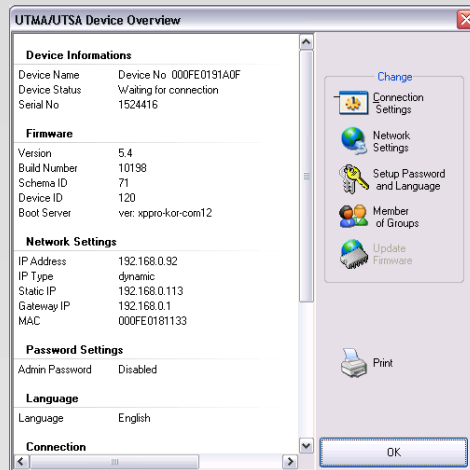 UTMA/UTSA Device Overview
Device Informations
Device Name Device No 000FE0191A0F
Device Status Waiting for connection
Serial No 1524416
Firmware
Version 5.4
Build Number 10198
Schema ID 71
Device ID 120
Boot Server ver: xppro-kor-com12
Network Settings
IP Address 192.168.0.92
IP Type dynamic
Static IP 192.168.0.113
Gateway IP 192.168.0.1
MAC 000FE0181133
Password Settings
Admin Password Disabled
Language
Language English
Connection
Change
Connection
Settings
Network
Settings
Setup Password
and Language
Member
of Groups
Update
Firmware
Print
OK